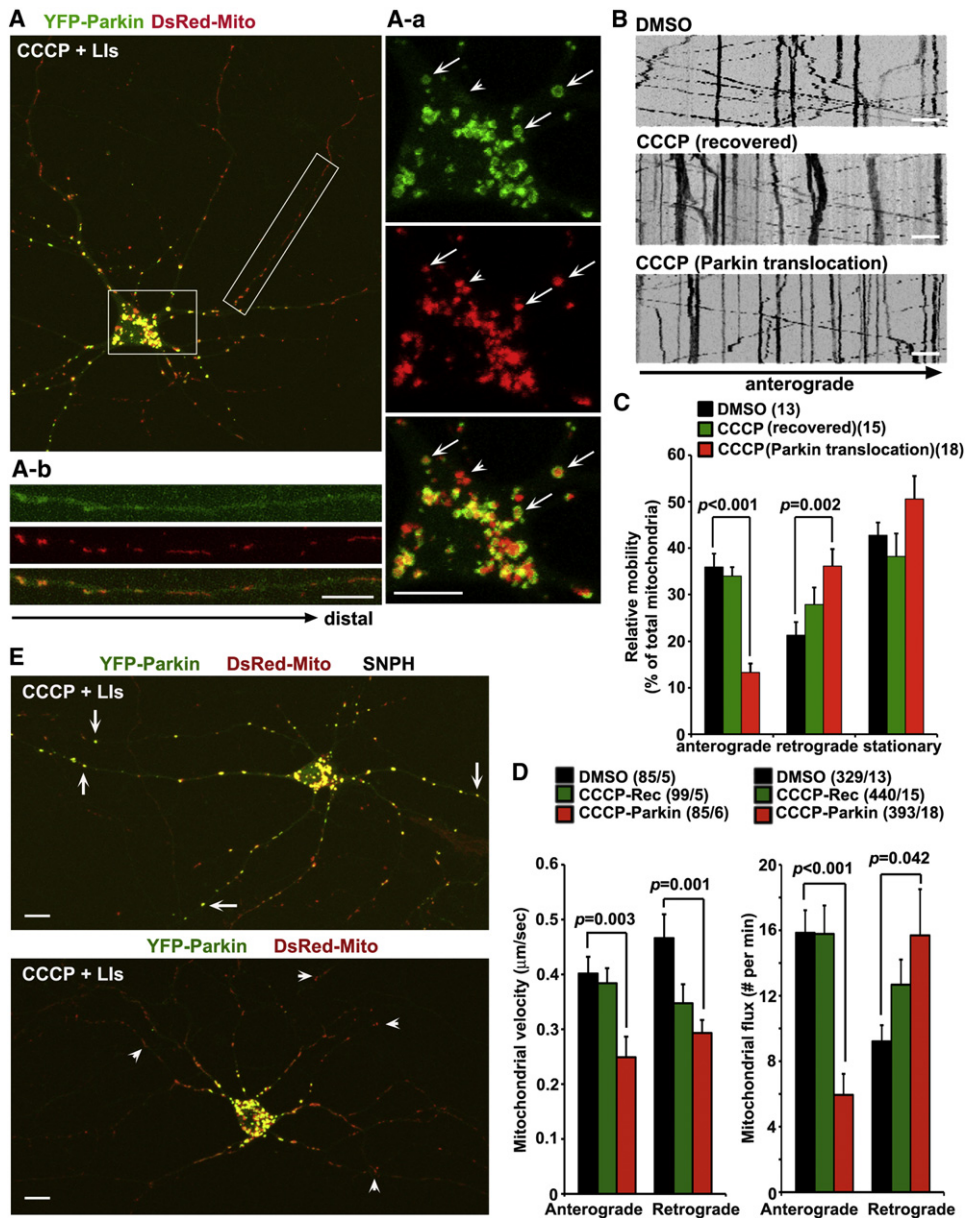 A
YFP-Parkin DsRed-Mito
CCCP + LIs
A-a
A-b
distal
B
DMSO
CCCP (recovered)
CCCP (Parkin translocation)
anterograde
C
DMSO (13)
CCCP (recovered)(15)
CCCP(Parkin translocation)(18)
Relative mobility
(% of total mitochondria)
60
50
40
30
20
10
0
p<0.001
p=0.002
anterograde retrograde stationary
D
DMSO (85/5)
CCCP-Rec (99/5)
CCCP-Parkin (85/6)
DMSO (329/13)
CCCP-Rec (440/15)
CCCP-Parkin (393/18)
Mitochondrial velocity (μm/sec)
0.6
0.5
0.4
0.3
0.2
0.1
0
p=0.003
p=0.001
Anterograde Retrograde
Mitochondrial flux (# per min)
20
16
12
8
4
0
p<0.001
p=0.042
Anterograde Retrograde
E
YFP-Parkin DsRed-Mito SNPH
CCCP + LIs
YFP-Parkin DsRed-Mito
CCCP + LIs